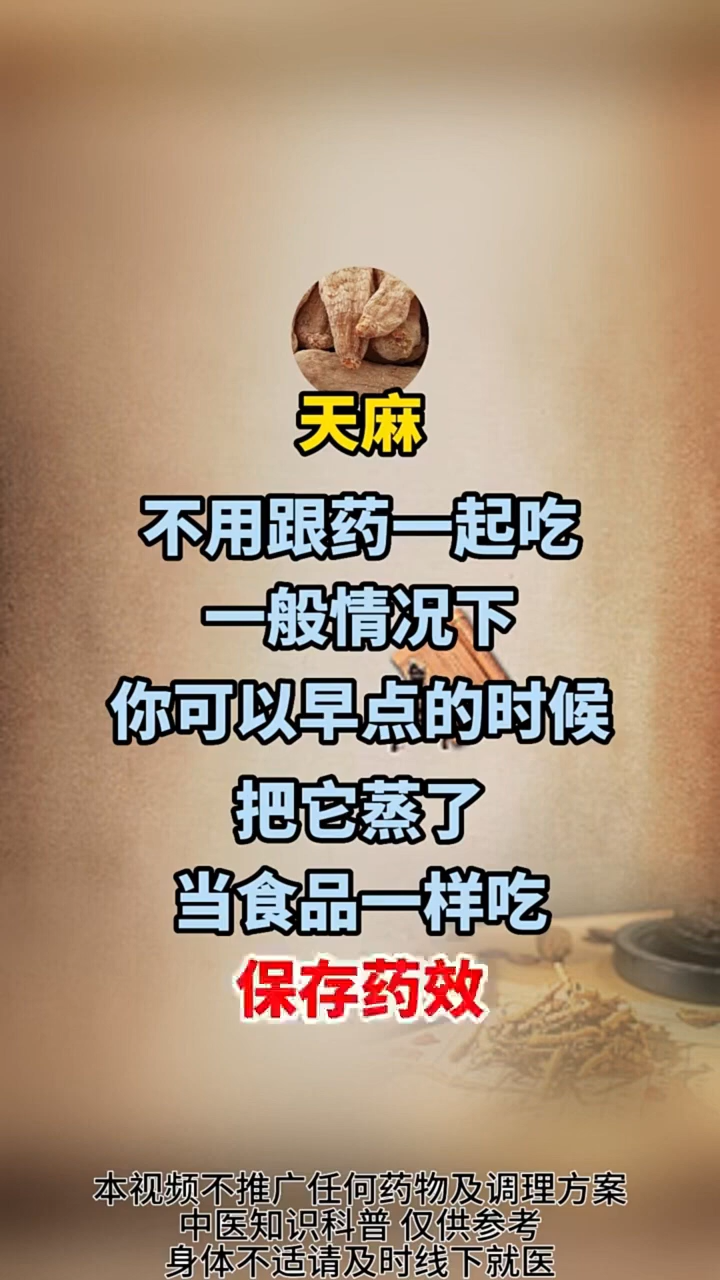 天麻
不用跟药一起吃
一般情况下
你可以早点的时候
把它蒸了
当食品一样吃
保存药效
本视频不推广任何药物及调理方案
中医知识科普 仅供参考
身体不适请及时线下就医